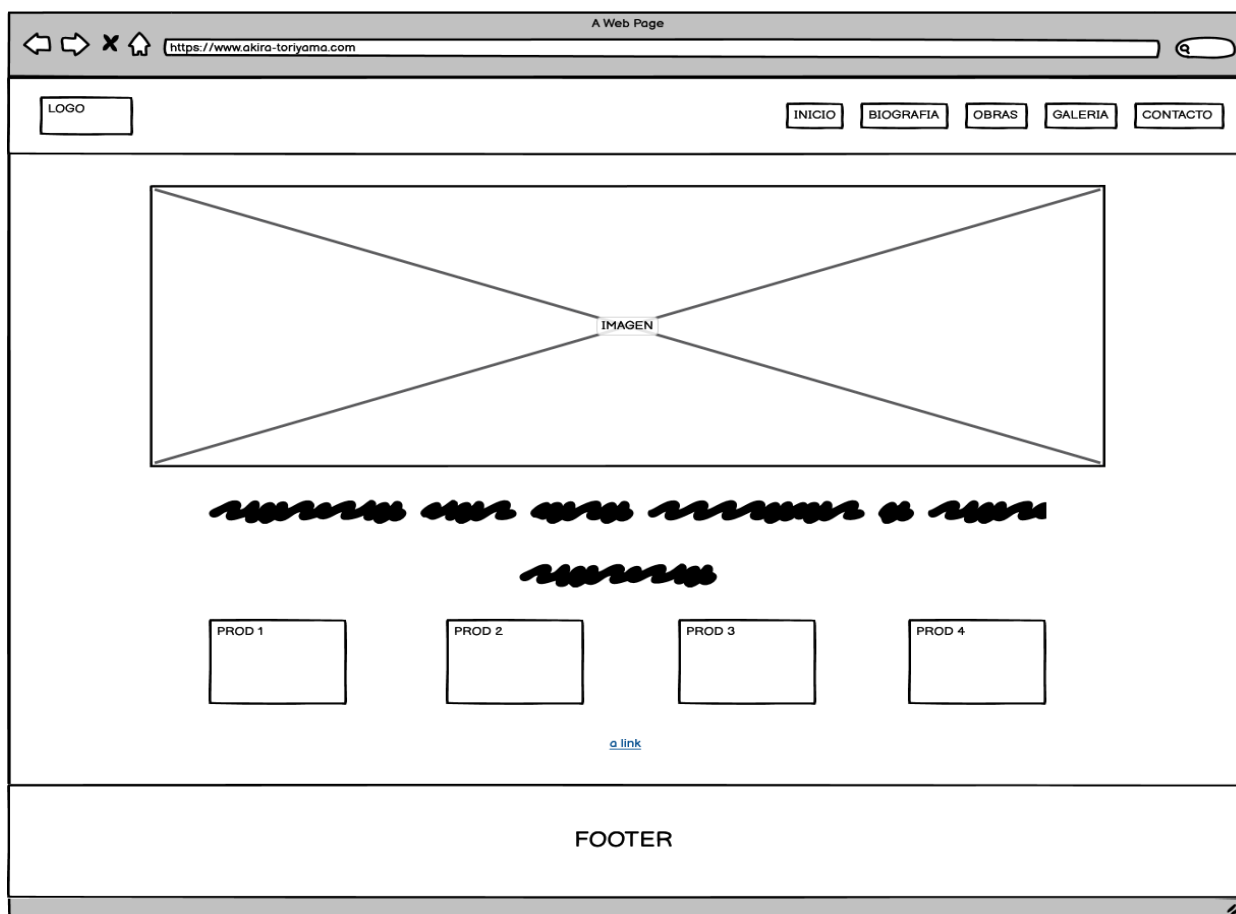 A Web Page
https://www.akira-toriyama.com
LOGO
INICIO BIOGRAFIA OBRAS GALERIA CONTACTO
IMAGEN
PROD 1 PROD 2 PROD 3 PROD 4
a link
FOOTER